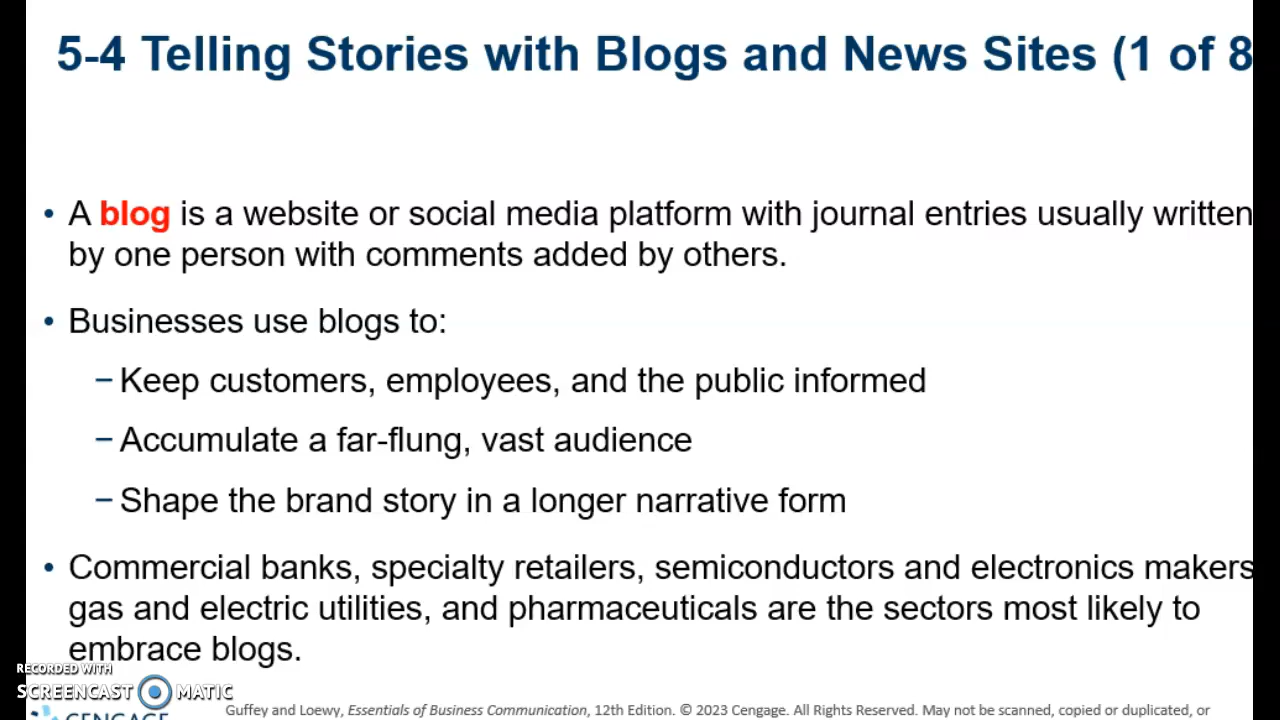 5-4 Telling Stories with Blogs and News Sites (1 of 8
• A blog is a website or social media platform with journal entries usually written
by one person with comments added by others.
• Businesses use blogs to:
− Keep customers, employees, and the public informed
− Accumulate a far-flung, vast audience
− Shape the brand story in a longer narrative form
• Commercial banks, specialty retailers, semiconductors and electronics makers
gas and electric utilities, and pharmaceuticals are the sectors most likely to
embrace blogs.
RECORDED WITH
SCREENCAST MATIC
CENGAGE
Guffey and Loewy, Essentials of Business Communication, 12th Edition. © 2023 Cengage. All Rights Reserved. May not be scanned, copied or duplicated, or